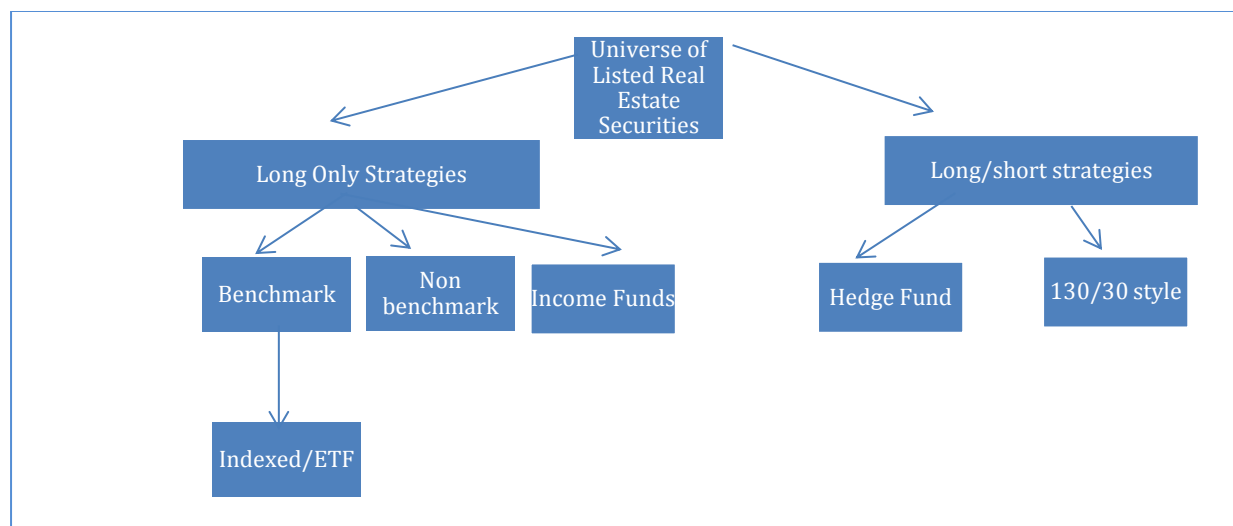 Universe of
Listed Real
Estate
Securities
Long Only Strategies
Long/short strategies
Benchmark
Non
benchmark
Income Funds
Hedge Fund
130/30 style
Indexed/ETF